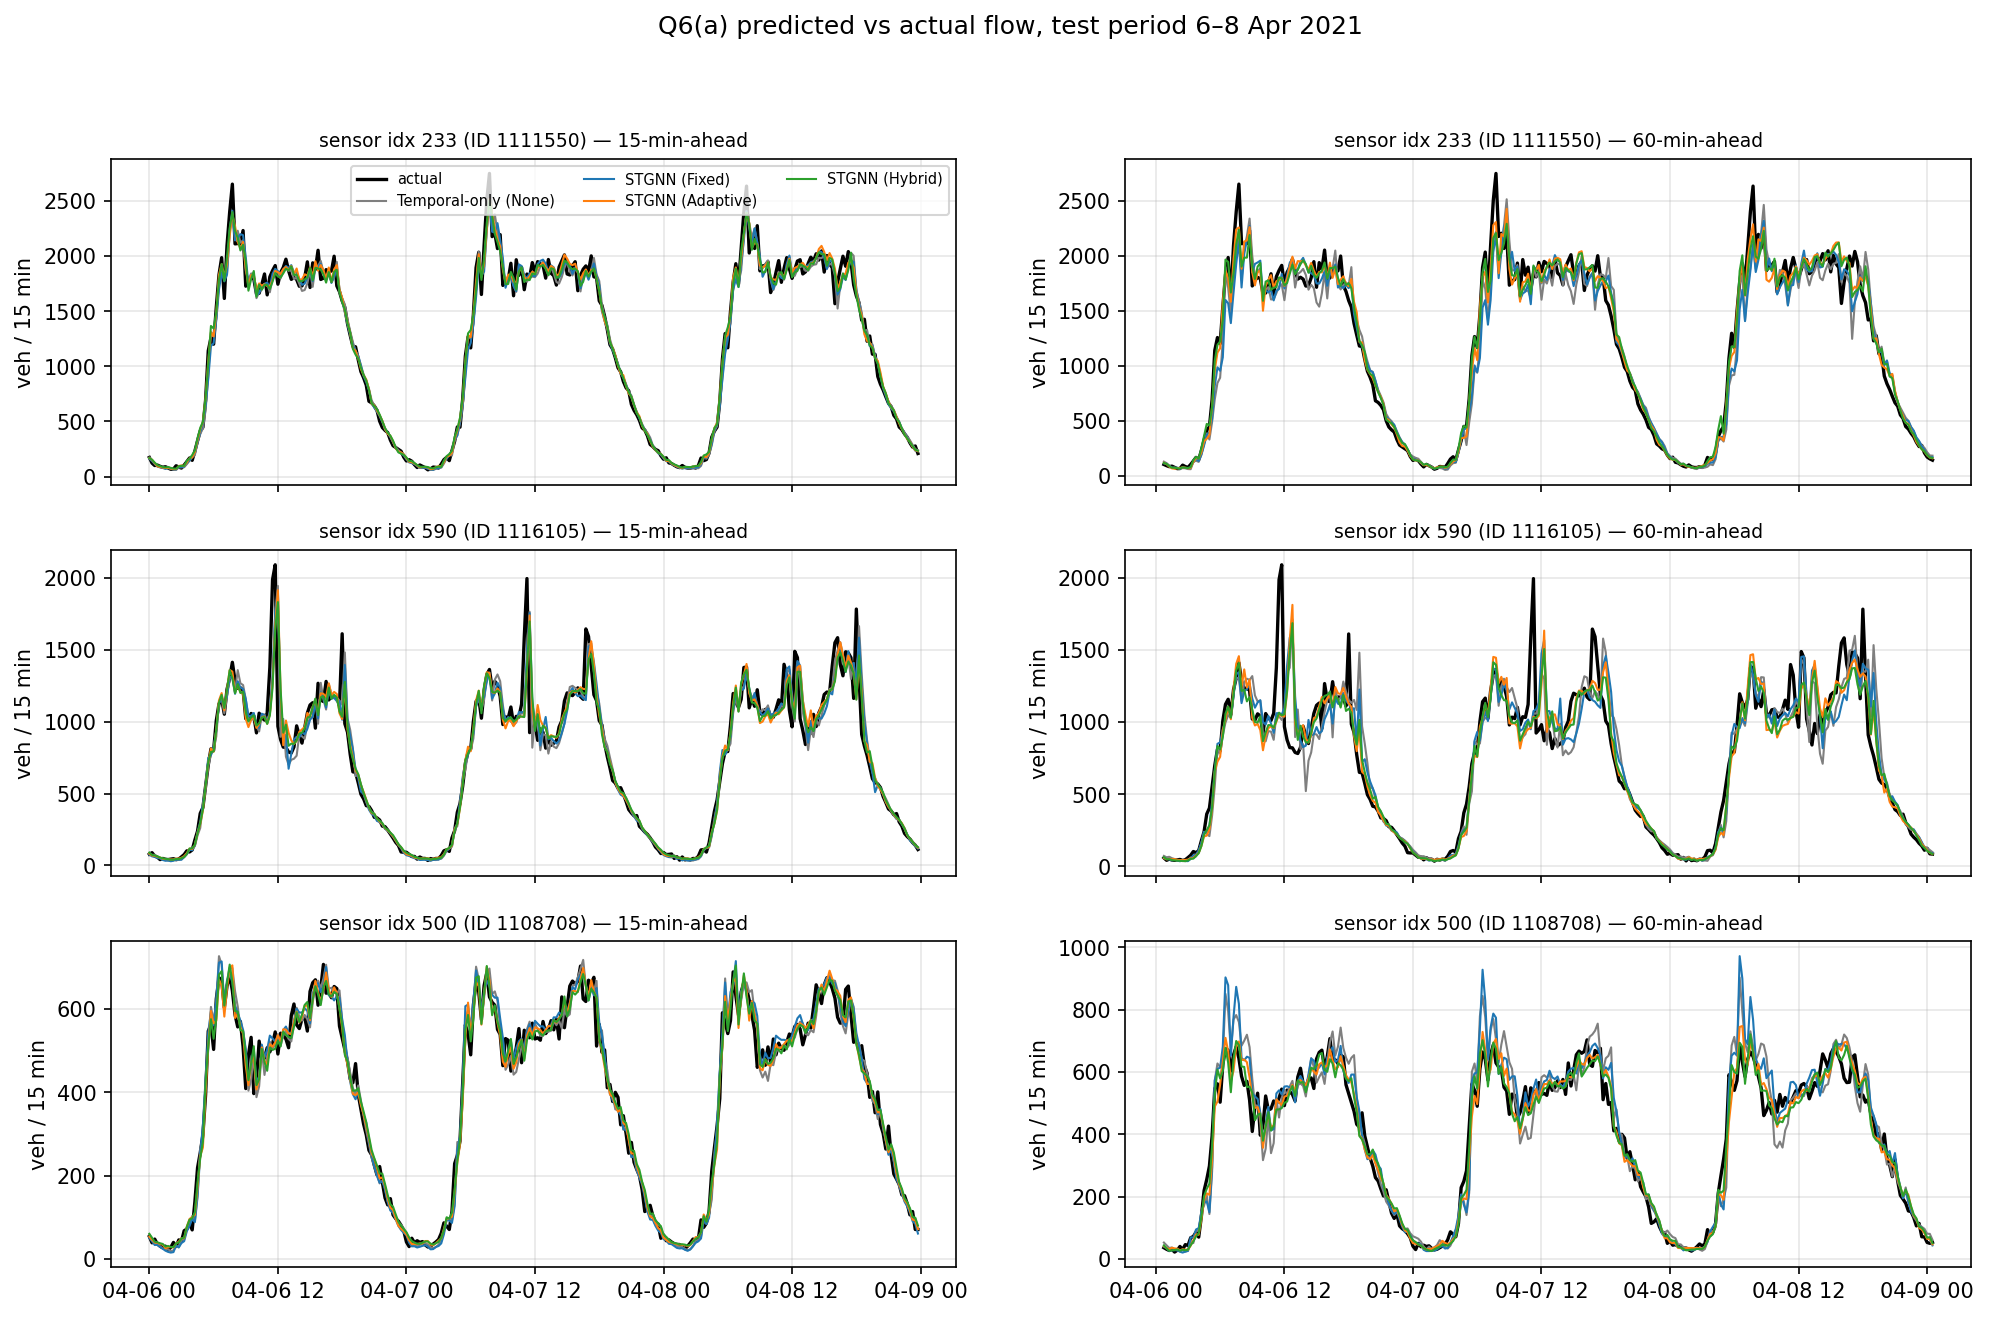 Q6(a) predicted vs actual flow, test period 6–8 Apr 2021
sensor idx 233 (ID 1111550) — 15-min-ahead
actual
Temporal-only (None)
STGNN (Fixed)
STGNN (Adaptive)
STGNN (Hybrid)
veh / 15 min
2500
2000
1500
1000
500
0
sensor idx 233 (ID 1111550) — 60-min-ahead
veh / 15 min
2500
2000
1500
1000
500
0
sensor idx 590 (ID 1116105) — 15-min-ahead
veh / 15 min
2000
1500
1000
500
0
sensor idx 590 (ID 1116105) — 60-min-ahead
veh / 15 min
2000
1500
1000
500
0
sensor idx 500 (ID 1108708) — 15-min-ahead
veh / 15 min
600
400
200
0
04-06 00 04-06 12 04-07 00 04-07 12 04-08 00 04-08 12 04-09 00
sensor idx 500 (ID 1108708) — 60-min-ahead
veh / 15 min
1000
800
600
400
200
0
04-06 00 04-06 12 04-07 00 04-07 12 04-08 00 04-08 12 04-09 00